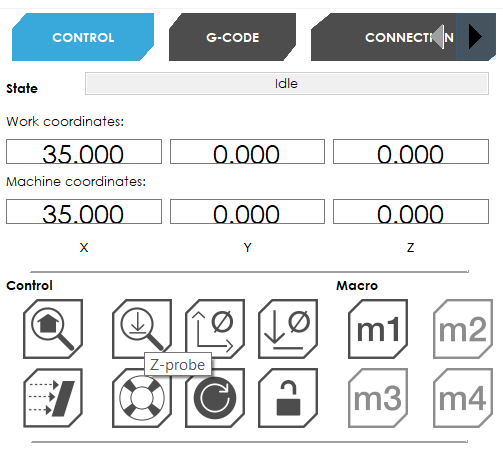 CONTROL G-CODE CONNECTION
State Idle
Work coordinates:
35.000 0.000 0.000
Machine coordinates:
35.000 0.000 0.000
X Y Z
Control Macro
m1 m2
Z-probe
m3 m4